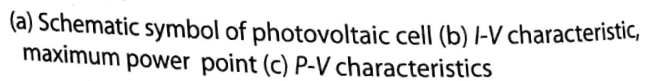 (a) Schematic symbol of photovoltaic cell (b) I-V characteristic,
maximum power point (c) P-V characteristics